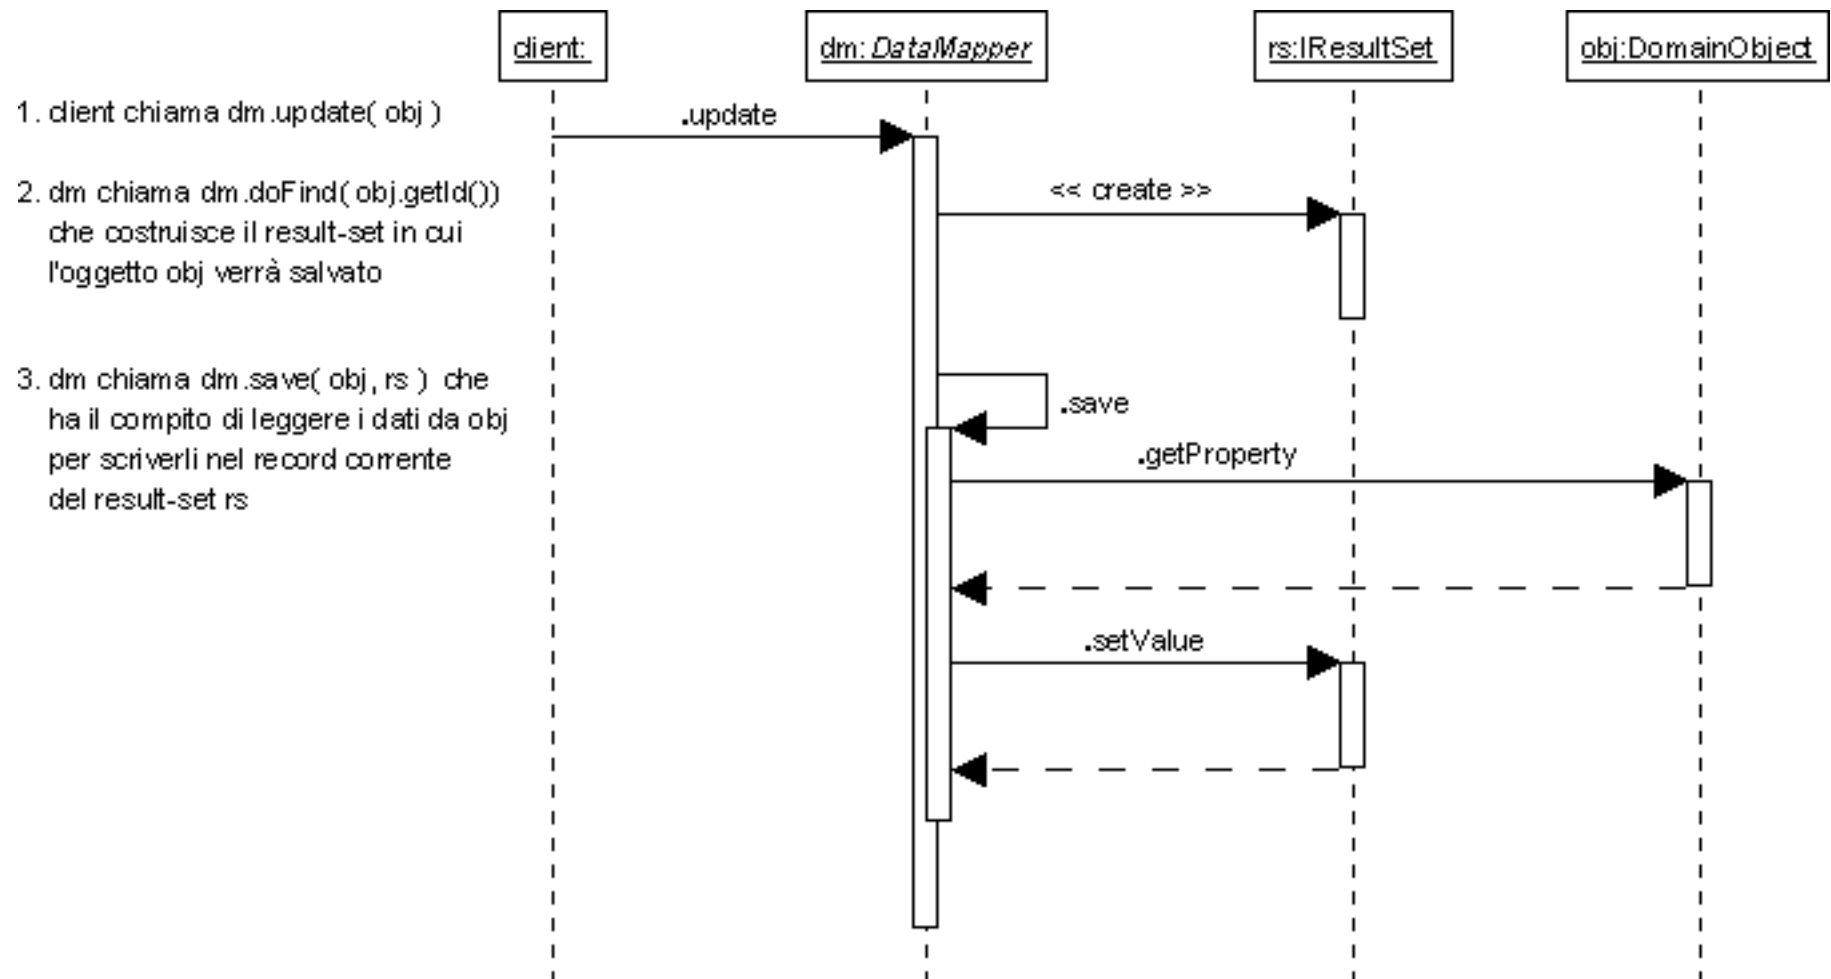 client:
dm:DataMapper
rs:IResultSet
obj:DomainObject
1. client chiama dm.update( obj )
.update
2. dm chiama dm.doFind( obj.getId())
che costruisce il result-set in cui
l'oggetto obj verrà salvato
<< create >>
3. dm chiama dm.save( obj, rs ) che
ha il compito di leggere i dati da obj
per scriverli nel record corrente
del result-set rs
.save
.getProperty
.setValue